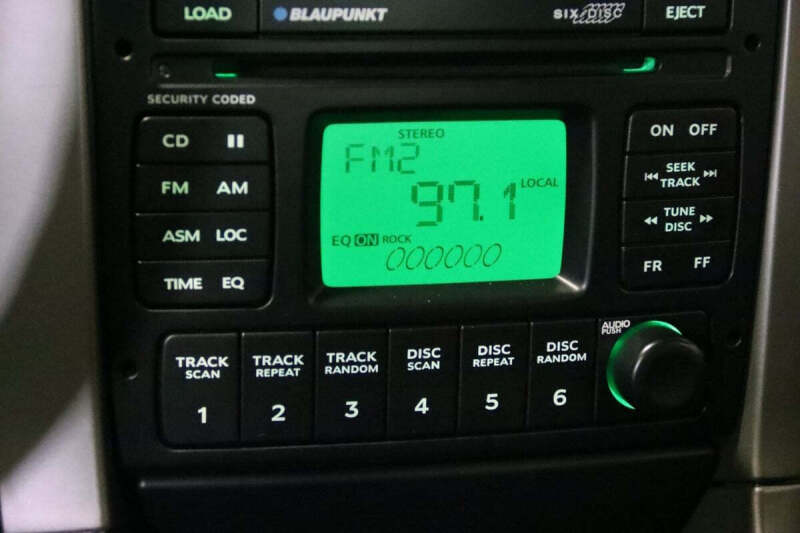 LOAD
BLAUPUNKT
SIX DISC
EJECT
SECURITY CODED
CD
FM AM
ASM LOC
TIME EQ
STEREO
FM2
97.1 LOCAL
EQ ON ROCK
ON OFF
SEEK
TRACK
TUNE
DISC
FR FF
TRACK
SCAN
1
TRACK
REPEAT
2
TRACK
RANDOM
3
DISC
SCAN
4
DISC
REPEAT
5
DISC
RANDOM
6
AUDIO
PUSH